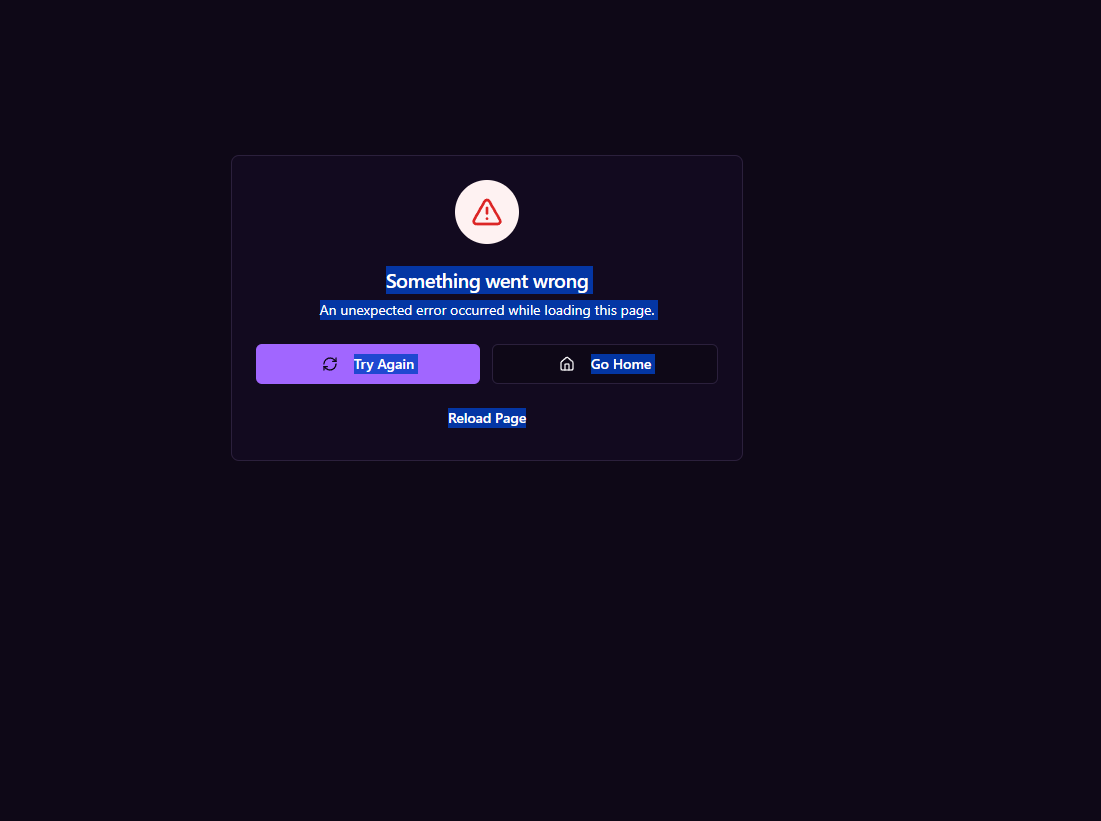 Something went wrong
An unexpected error occurred while loading this page.
Try Again
Go Home
Reload Page